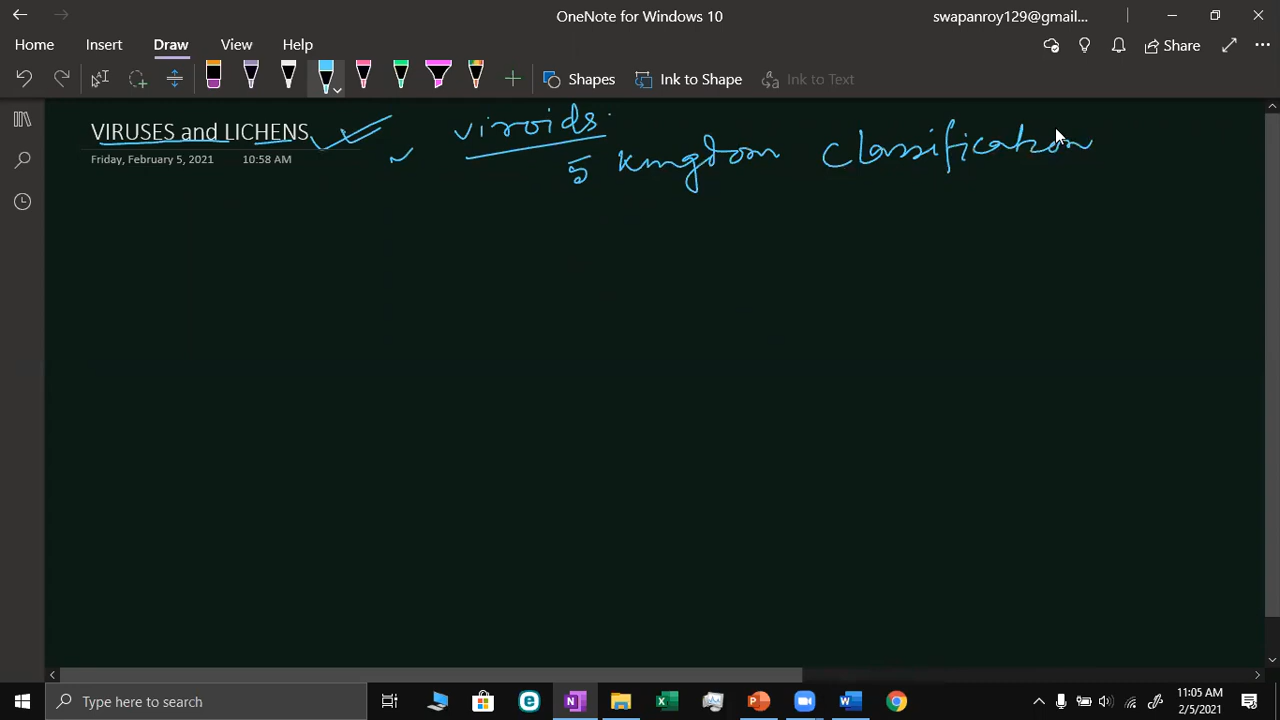 OneNote for Windows 10
swapanroy129@gmail...
Home Insert Draw View Help
Share
Shapes Ink to Shape Ink to Text
VIRUSES and LICHENS
Friday, February 5, 2021 10:58 AM
viroids
5 kingdom classification
Type here to search
11:05 AM
2/5/2021